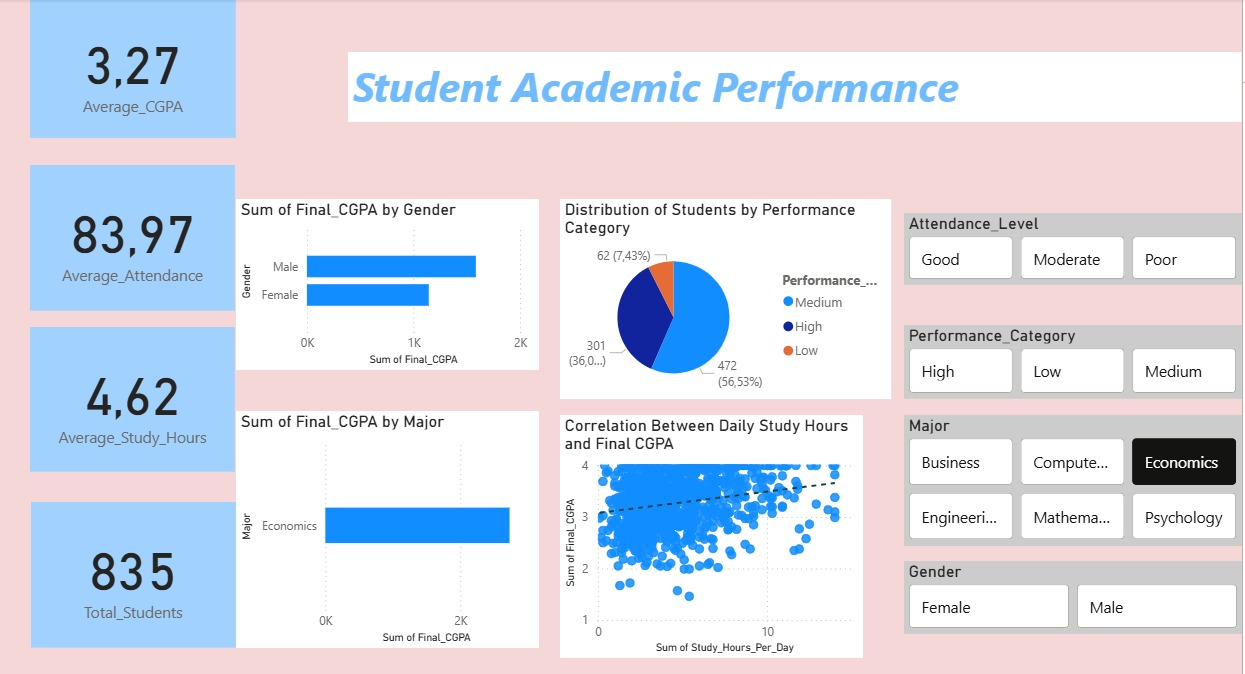 3,27
Average_CGPA
Student Academic Performance
83,97
Average_Attendance
4,62
Average_Study_Hours
835
Total_Students
Sum of Final_CGPA by Gender
Gender
Male
Female
0K 1K 2K
Sum of Final_CGPA
Sum of Final_CGPA by Major
Major
Economics
0K 2K
Sum of Final_CGPA
Distribution of Students by Performance
Category
62 (7,43%)
301
(36,0...)
472
(56,53%)
Performance_...
Medium
High
Low
Correlation Between Daily Study Hours
and Final CGPA
Sum of Final_CGPA
4
3
2
1
0 10
Sum of Study_Hours_Per_Day
Attendance_Level
Good Moderate Poor
Performance_Category
High Low Medium
Major
Business Compute... Economics
Engineeri... Mathema... Psychology
Gender
Female Male